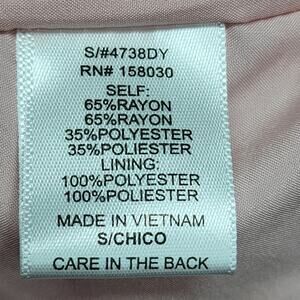 S/#4738DY
RN# 158030
SELF:
65%RAYON
65%RAYON
35%POLYESTER
35%POLIESTER
LINING:
100%POLYESTER
100%POLIESTER
MADE IN VIETNAM
S/CHICO
CARE IN THE BACK